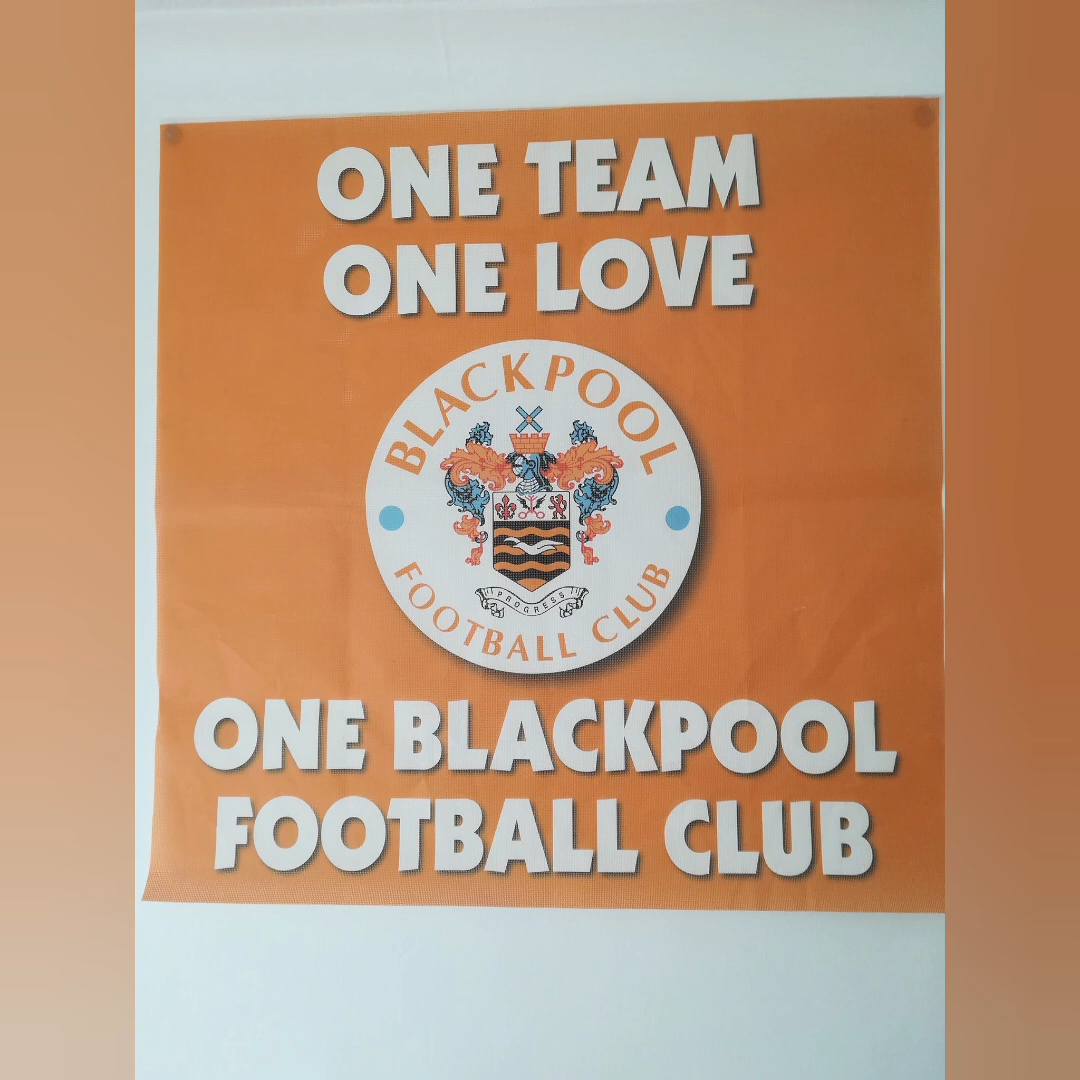 ONE TEAM
ONE LOVE
BLACKPOOL
PROGRESS
FOOTBALL CLUB
ONE BLACKPOOL
FOOTBALL CLUB